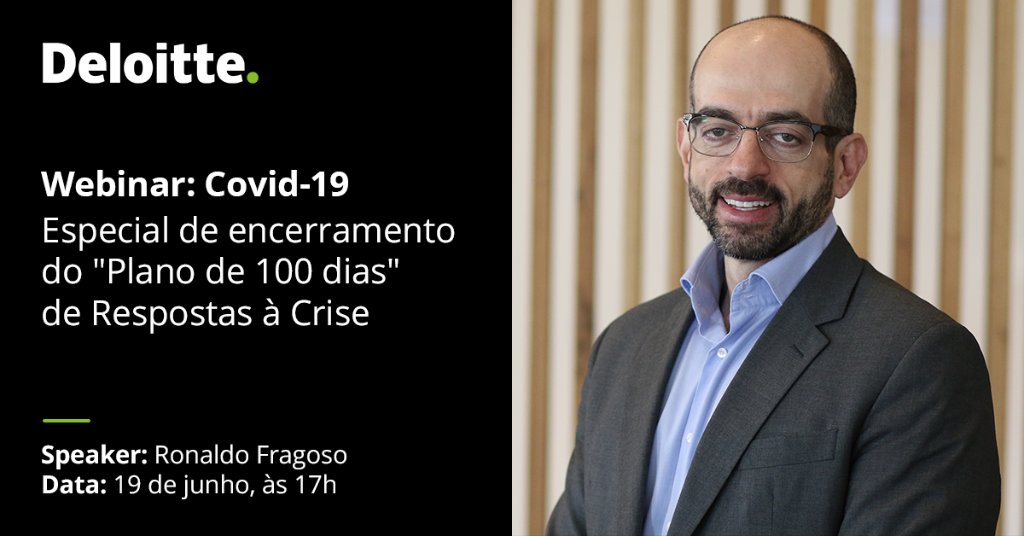 Deloitte.
Webinar: Covid-19
Especial de encerramento
do "Plano de 100 dias"
de Respostas à Crise
Speaker: Ronaldo Fragoso
Data: 19 de junho, às 17h